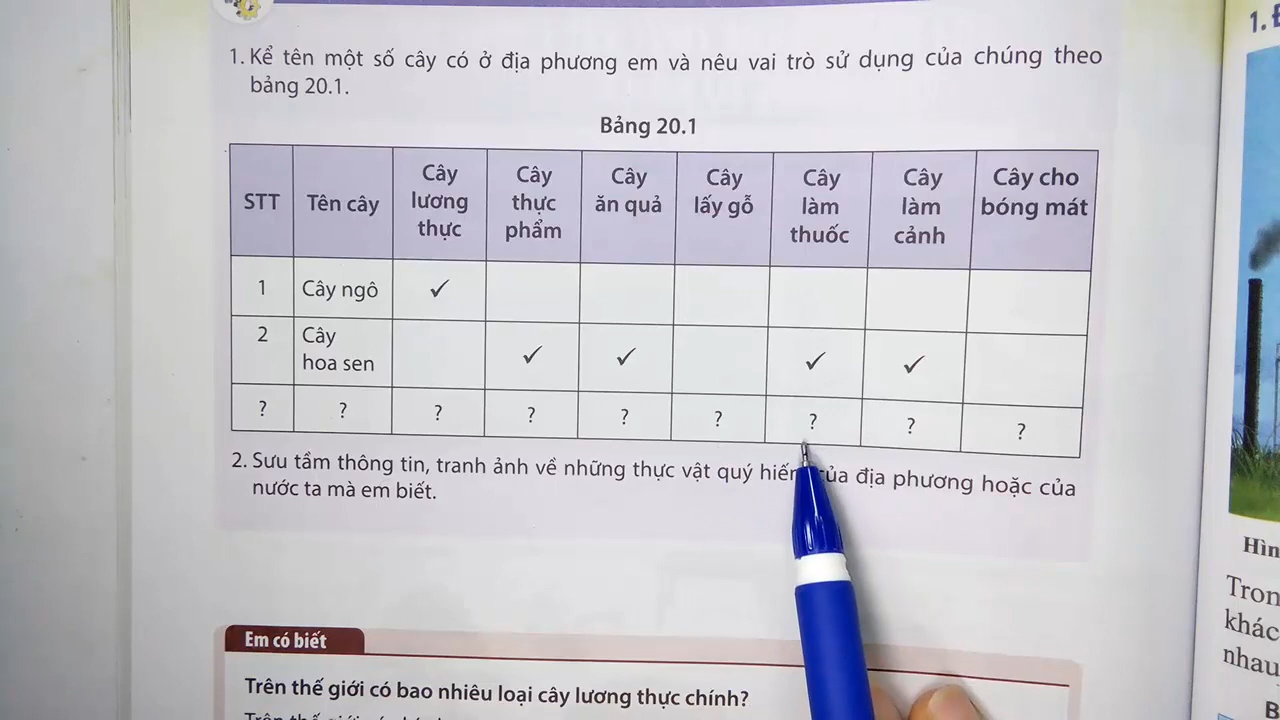 1. Kể tên một số cây có ở địa phương em và nêu vai trò sử dụng của chúng theo
bảng 20.1.
Bảng 20.1
STT Tên cây Cây lương thực Cây thực phẩm Cây ăn quả Cây lấy gỗ Cây làm thuốc Cây làm cảnh Cây cho bóng mát
1 Cây ngô ✓
2 Cây hoa sen ✓ ✓ ✓ ✓
? ? ? ? ? ? ? ? ?
2. Sưu tầm thông tin, tranh ảnh về những thực vật quý của địa phương hoặc của
nước ta mà em biết.
Em có biết
Trên thế giới có bao nhiêu loại cây lương thực chính?
1.
Hìn
Tron
khác
nhau
B